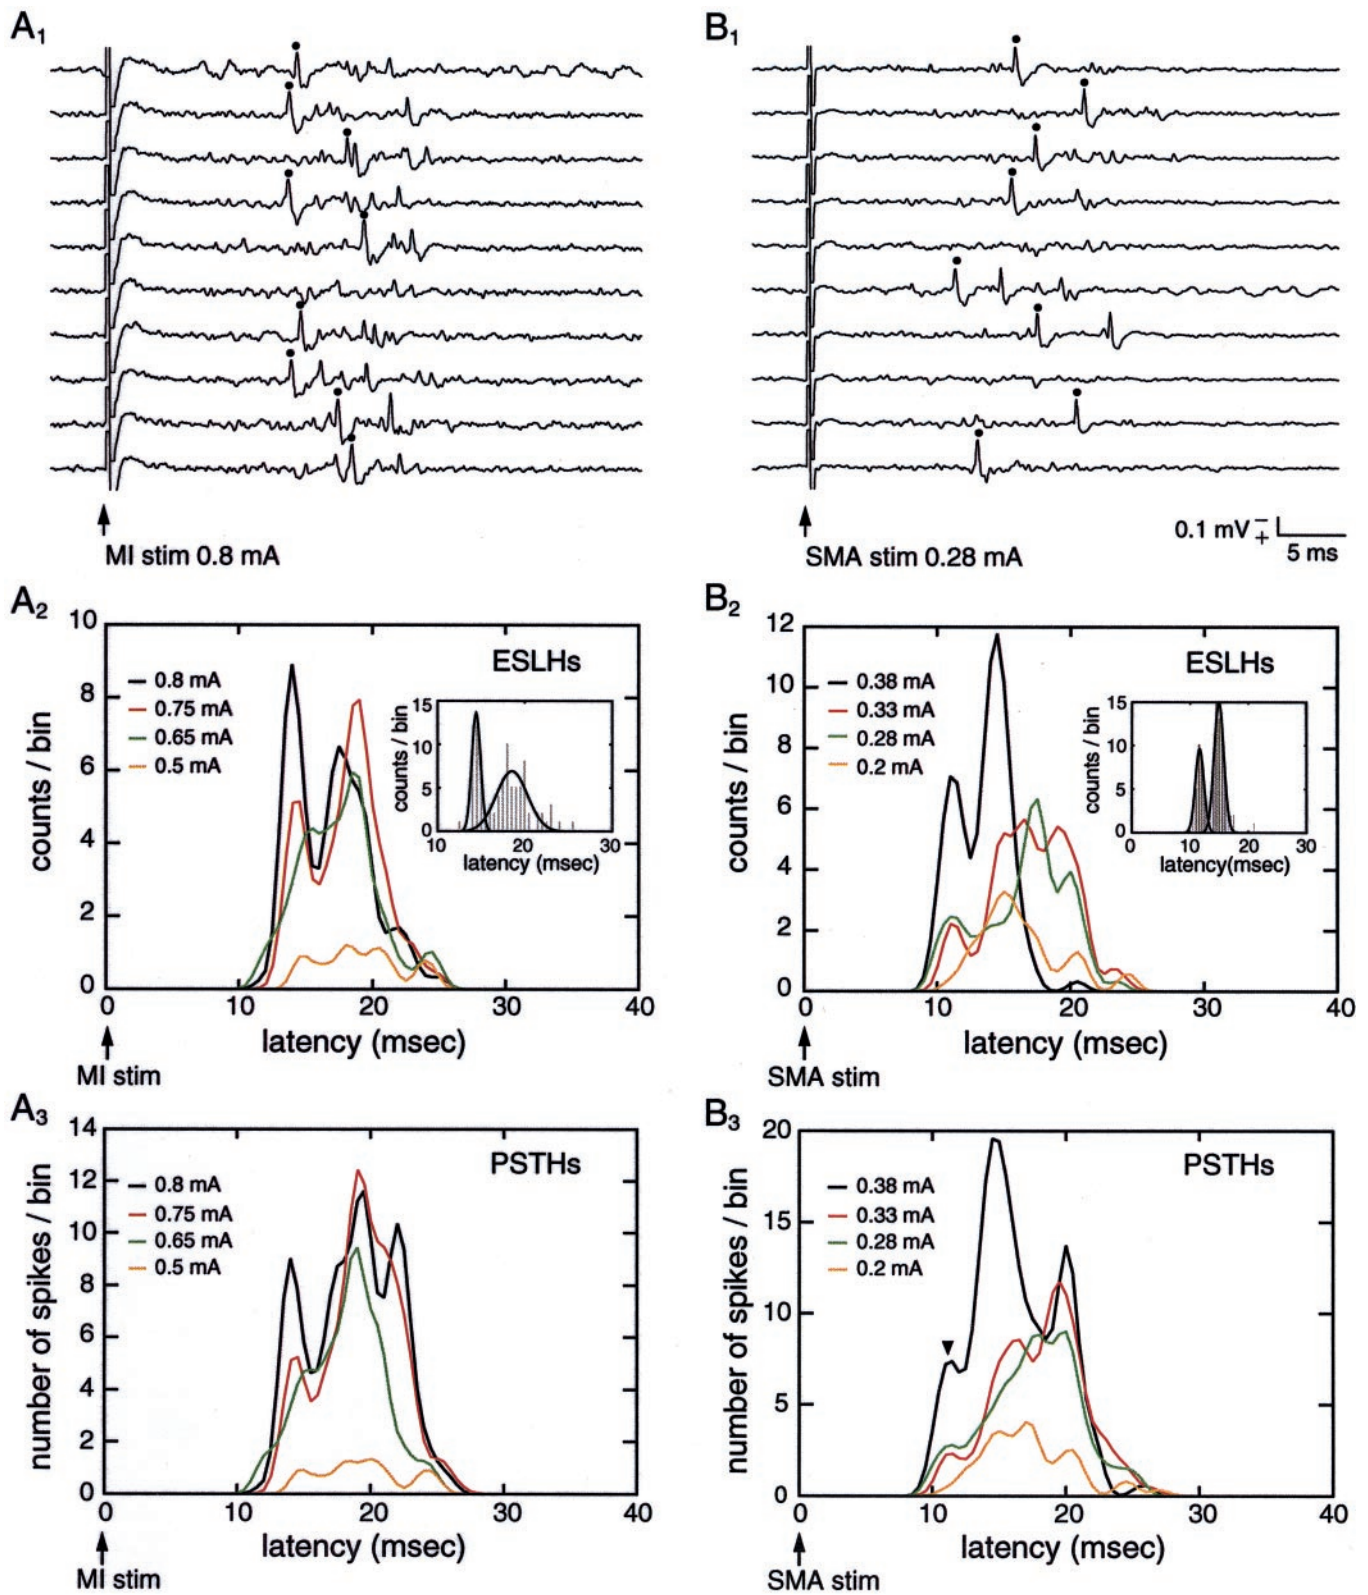 A1
B1
MI stim 0.8 mA
SMA stim 0.28 mA
0.1 mV − +
5 ms
A2
ESLHs
counts / bin
10
8
6
4
2
0
0.8 mA
0.75 mA
0.65 mA
0.5 mA
counts / bin
15
10
5
0
10 20 30
latency (msec)
0 10 20 30 40
latency (msec)
MI stim
B2
ESLHs
counts / bin
12
10
8
6
4
2
0
0.38 mA
0.33 mA
0.28 mA
0.2 mA
counts / bin
15
10
5
0
0 10 20 30
latency(msec)
0 10 20 30 40
latency (msec)
SMA stim
A3
PSTHs
number of spikes / bin
14
12
10
8
6
4
2
0
0.8 mA
0.75 mA
0.65 mA
0.5 mA
0 10 20 30 40
latency (msec)
MI stim
B3
PSTHs
number of spikes / bin
20
15
10
5
0
0.38 mA
0.33 mA
0.28 mA
0.2 mA
0 10 20 30 40
latency (msec)
SMA stim